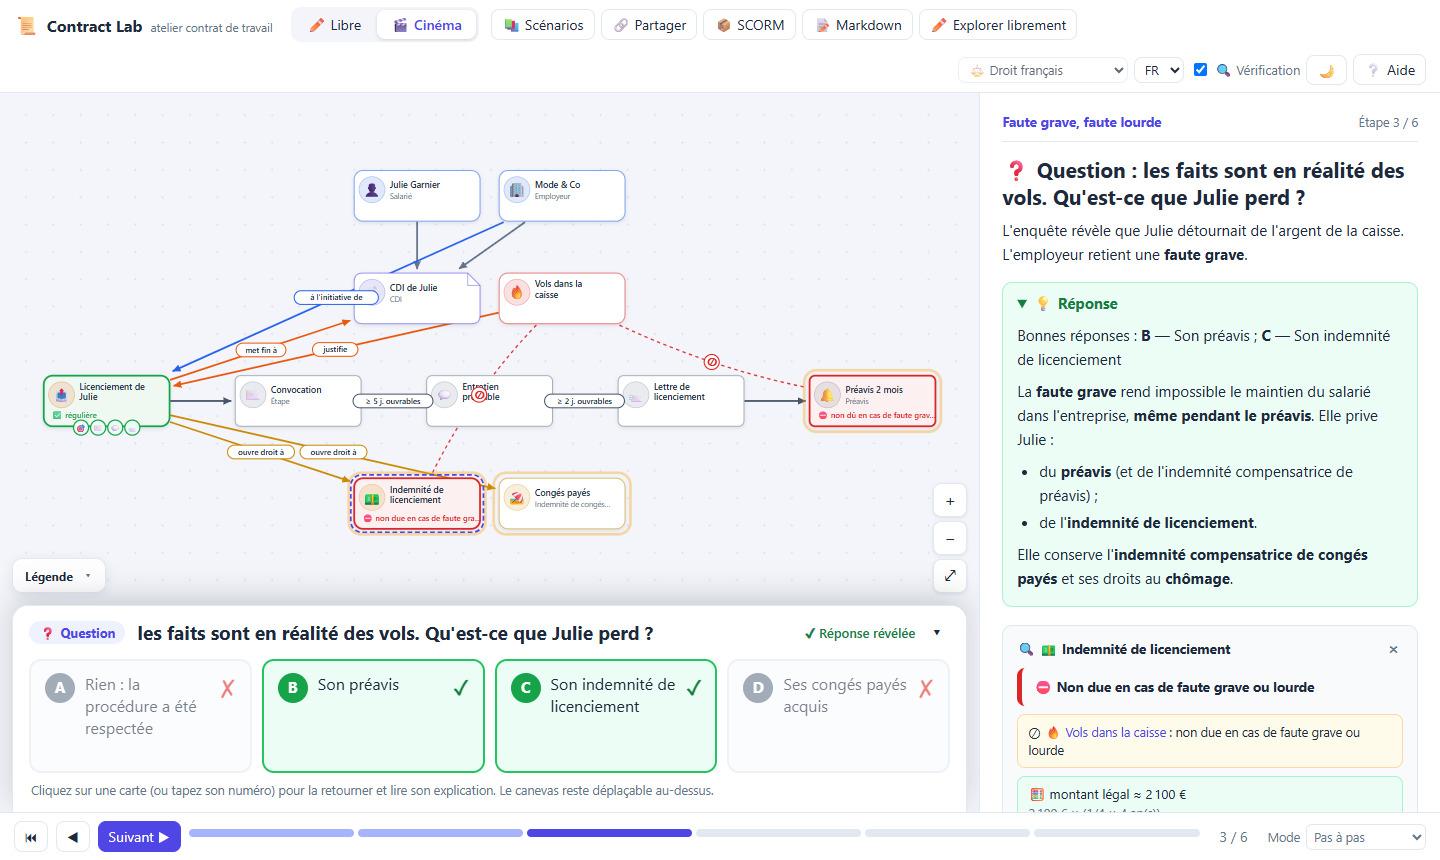 Contract Lab atelier contrat de travail
Libre
Cinéma
Scénarios
Partager
SCORM
Markdown
Explorer librement
Droit français
FR
Vérification
Aide
Julie Garnier
Salarié
Mode & Co
Employeur
CDI de Julie
CDI
Vols dans la
caisse
à l'initiative de
met fin à
justifie
Licenciement de
Julie
régulière
Convocation
Étape
≥ 5 j. ouvrables
Entretien
≥ 2 j. ouvrables
Lettre de
licenciement
Préavis 2 mois
Préavis
non dû en cas de faute grav...
ouvre droit à
ouvre droit à
Indemnité de
licenciement
non due en cas de faute gra...
Congés payés
Indemnité de congés...
+
−
Légende
Question
les faits sont en réalité des vols. Qu'est-ce que Julie perd ?
✓ Réponse révélée
A
Rien : la
procédure a été
respectée
B
Son préavis
C
Son indemnité de
licenciement
D
Ses congés payés
acquis
Cliquez sur une carte (ou tapez son numéro) pour la retourner et lire son explication. Le canevas reste déplaçable au-dessus.
Faute grave, faute lourde
Étape 3 / 6
Question : les faits sont en réalité des
vols. Qu'est-ce que Julie perd ?
L'enquête révèle que Julie détournait de l'argent de la caisse.
L'employeur retient une faute grave.
Réponse
Bonnes réponses : B — Son préavis ; C — Son indemnité
de licenciement
La faute grave rend impossible le maintien du salarié
dans l'entreprise, même pendant le préavis. Elle prive
Julie :
• du préavis (et de l'indemnité compensatrice de
préavis) ;
• de l'indemnité de licenciement.
Elle conserve l'indemnité compensatrice de congés
payés et ses droits au chômage.
Indemnité de licenciement
×
Non due en cas de faute grave ou lourde
Vols dans la caisse : non due en cas de faute grave ou
lourde
montant légal ≈ 2 100 €
Suivant
3 / 6
Mode
Pas à pas